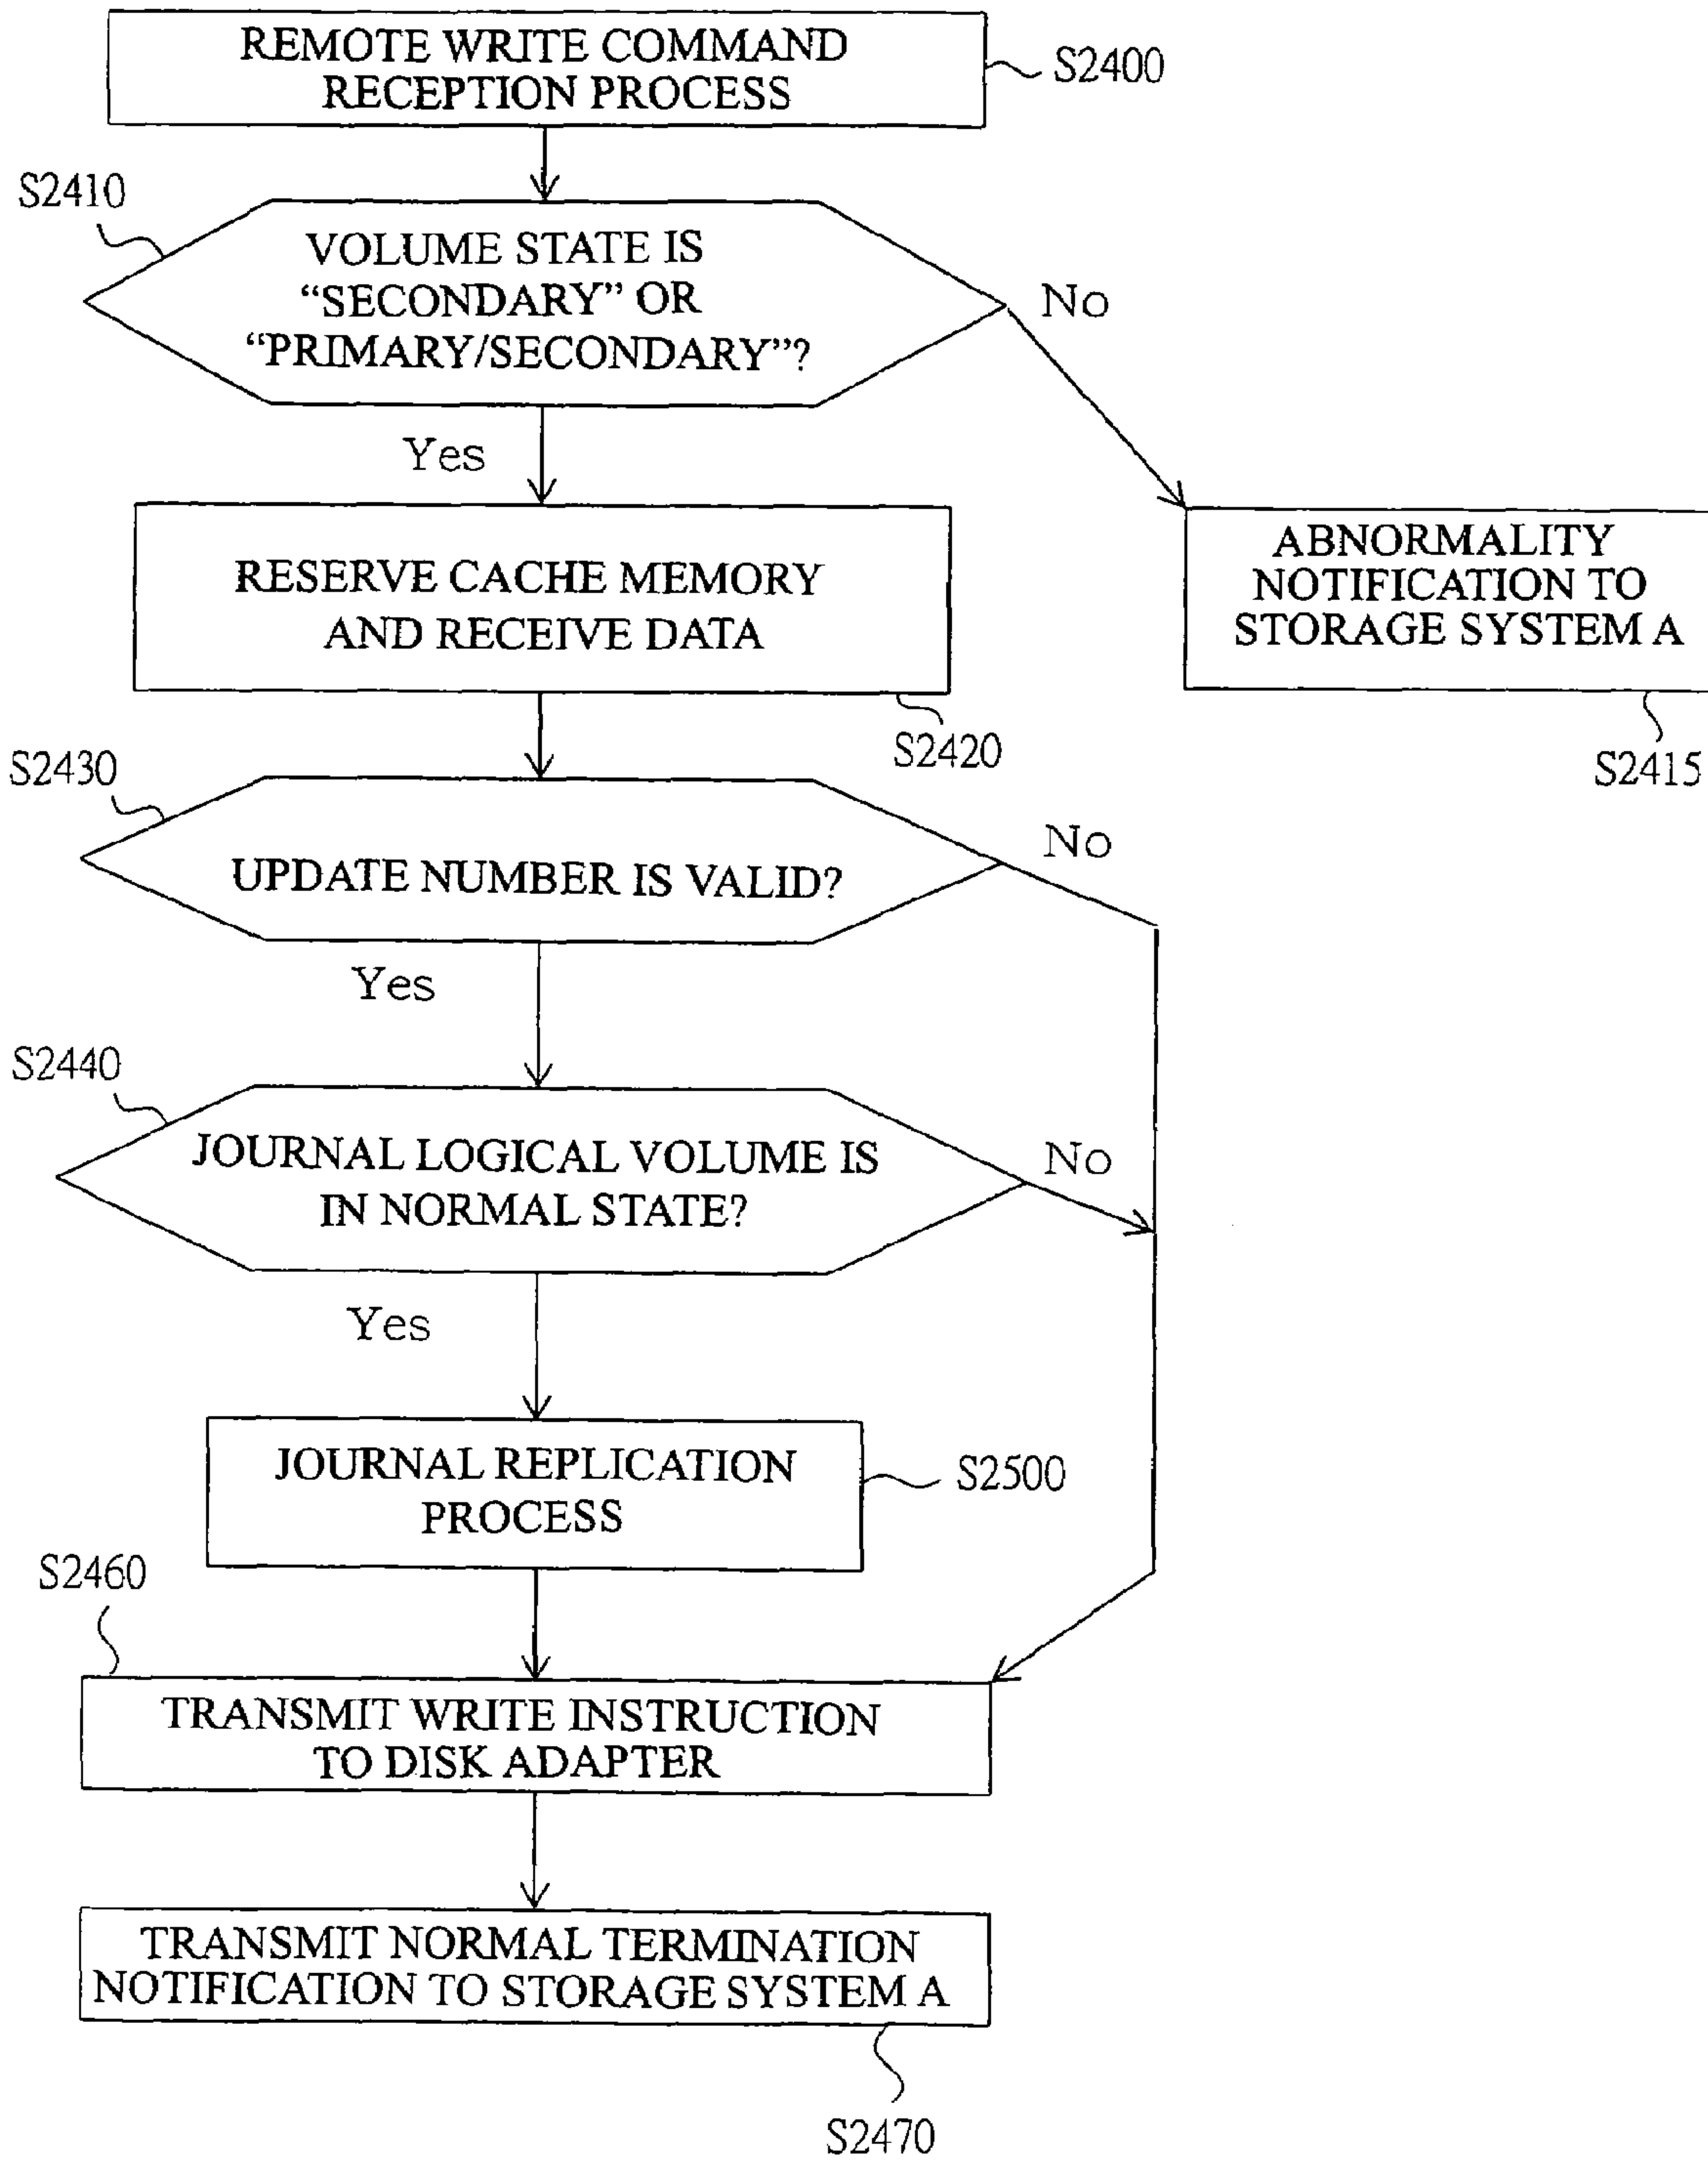 REMOTE WRITE COMMAND
RECEPTION PROCESS
S2400
S2410
VOLUME STATE IS
“SECONDARY” OR
“PRIMARY/SECONDARY”?
No
Yes
RESERVE CACHE MEMORY
AND RECEIVE DATA
S2420
ABNORMALITY
NOTIFICATION TO
STORAGE SYSTEM A
S2415
S2430
UPDATE NUMBER IS VALID?
No
Yes
S2440
JOURNAL LOGICAL VOLUME IS
IN NORMAL STATE?
No
Yes
JOURNAL REPLICATION
PROCESS
S2500
S2460
TRANSMIT WRITE INSTRUCTION
TO DISK ADAPTER
TRANSMIT NORMAL TERMINATION
NOTIFICATION TO STORAGE SYSTEM A
S2470